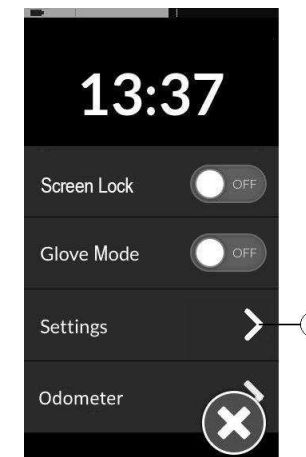 13:37
Screen Lock OFF
Glove Mode OFF
Settings
Odometer